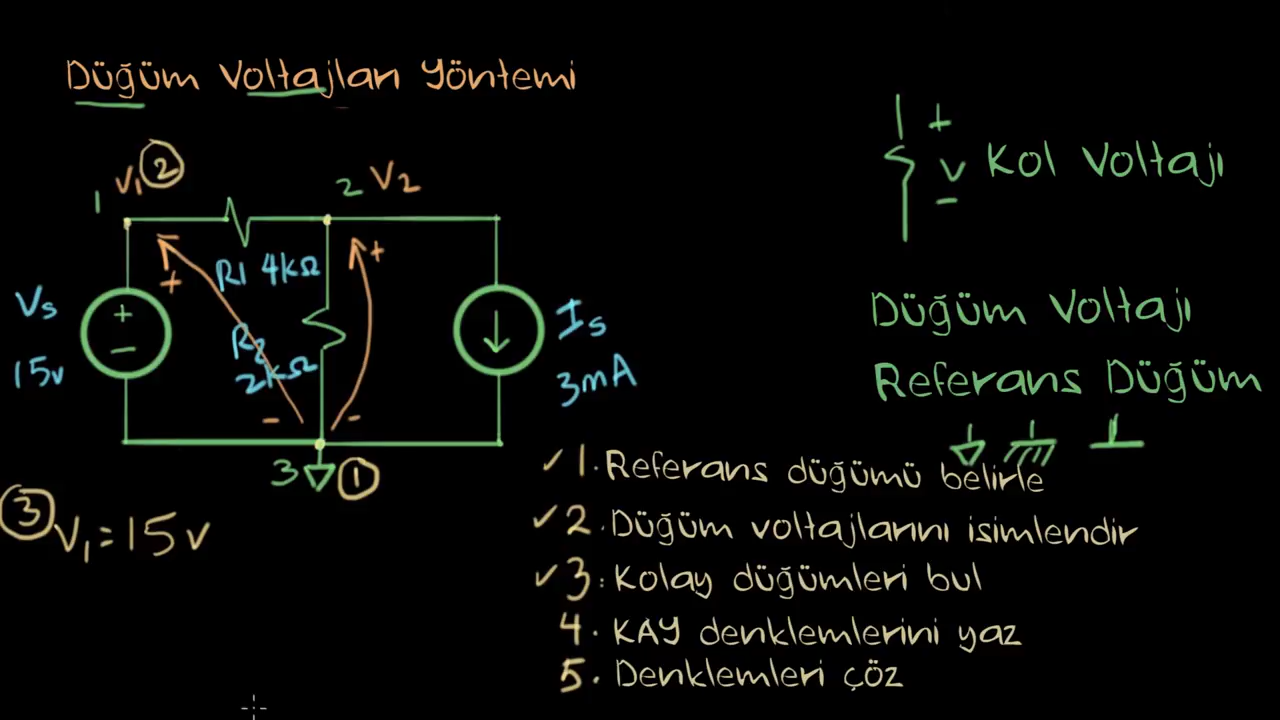 Düğüm Voltajları Yöntemi
+ v - Kol Voltajı
1 V₁ ②
2 V₂
R1 4kΩ
Vs
15v
+
-
R2
2kΩ
+
-
+
-
Is
3mA
Düğüm Voltajı
Referans Düğüm
3 ①
③ V₁=15v
✓ 1. Referans düğümü belirle
✓ 2. Düğüm voltajlarını isimlendir
✓ 3. Kolay düğümleri bul
4. KAY denklemlerini yaz
5. Denklemleri çöz